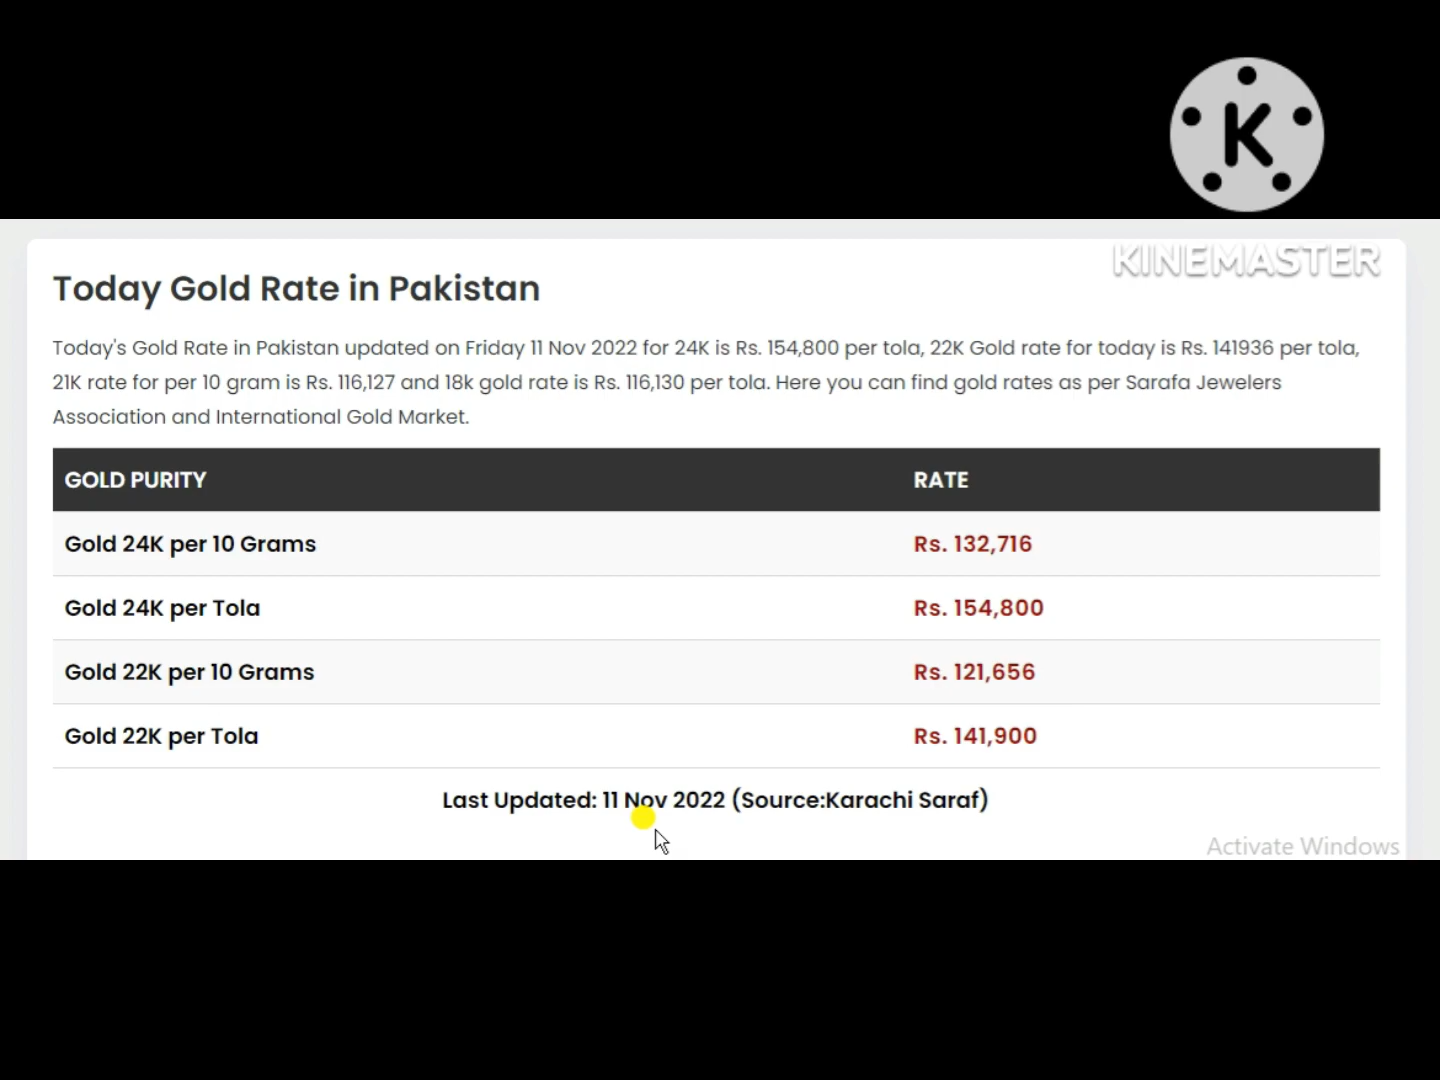 K
KINEMASTER
Today Gold Rate in Pakistan
Today's Gold Rate in Pakistan updated on Friday 11 Nov 2022 for 24K is Rs. 154,800 per tola, 22K Gold rate for today is Rs. 141936 per tola,
21K rate for per 10 gram is Rs. 116,127 and 18k gold rate is Rs. 116,130 per tola. Here you can find gold rates as per Sarafa Jewelers
Association and International Gold Market.
GOLD PURITY RATE
Gold 24K per 10 Grams Rs. 132,716
Gold 24K per Tola Rs. 154,800
Gold 22K per 10 Grams Rs. 121,656
Gold 22K per Tola Rs. 141,900
Last Updated: 11 Nov 2022 (Source:Karachi Saraf)
Activate Windows